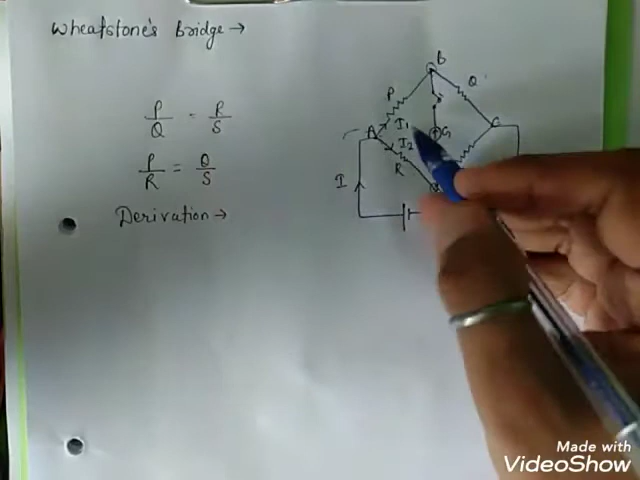 Wheatstone's Bridge →
P/Q = R/S
P/R = Q/S
Derivation →
B
P
Q
A
I1
G
C
I2
R
I
Made with
VideoShow